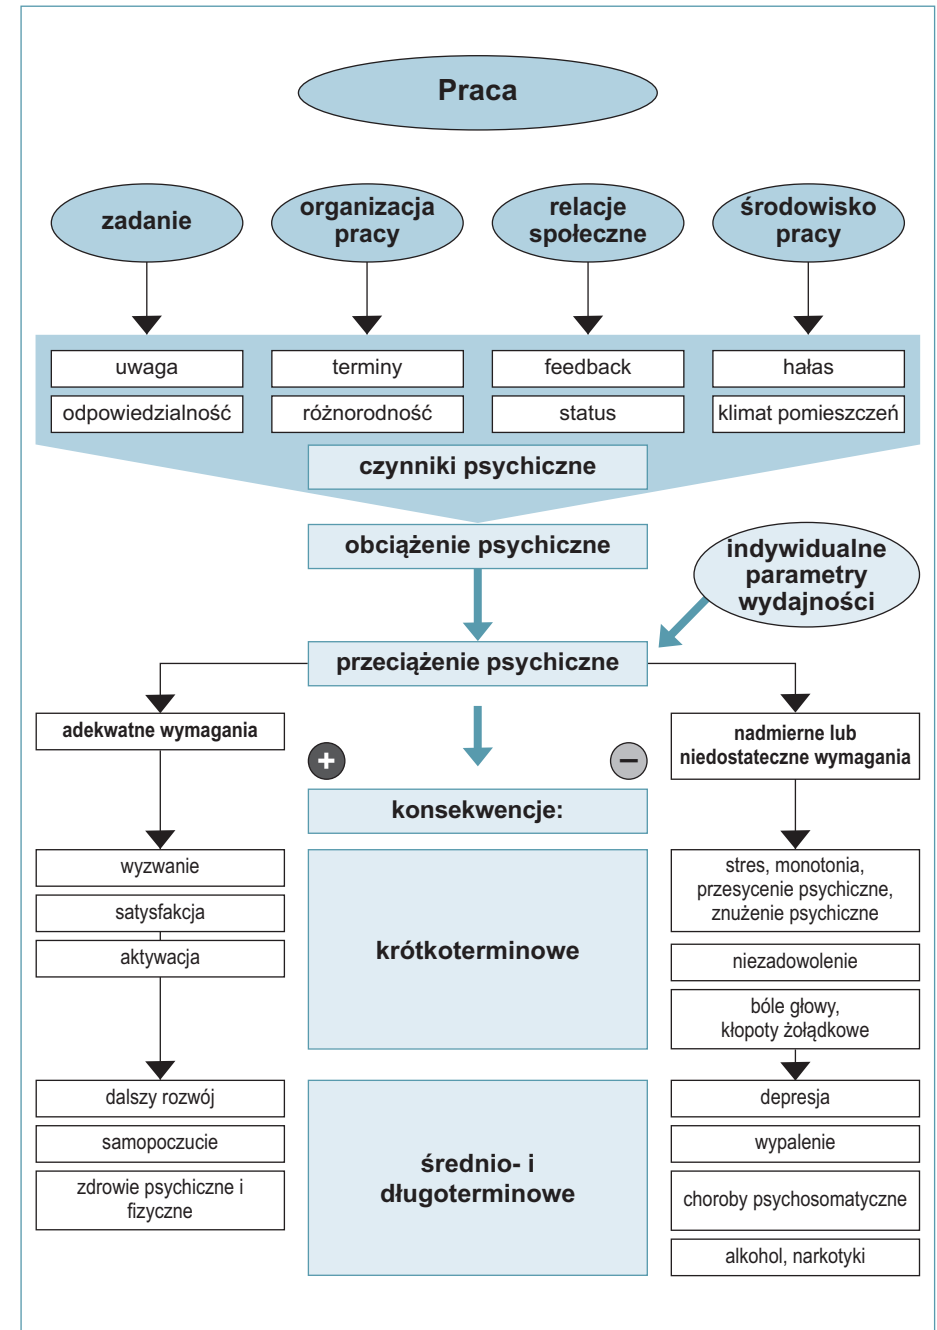 Praca
zadanie
organizacja
pracy
relacje
społeczne
środowisko
pracy
uwaga
terminy
feedback
hałas
odpowiedzialność
różnorodność
status
klimat pomieszczeń
czynniki psychiczne
obciążenie psychiczne
indywidualne
parametry
wydajności
przeciążenie psychiczne
adekwatne wymagania
nadmierne lub
niedostateczne wymagania
+
−
konsekwencje:
wyzwanie
satysfakcja
aktywacja
krótkoterminowe
stres, monotonia,
przesycenie psychiczne,
znużenie psychiczne
niezadowolenie
bóle głowy,
kłopoty żołądkowe
dalszy rozwój
samopoczucie
zdrowie psychiczne i
fizyczne
średnio- i
długoterminowe
depresja
wypalenie
choroby psychosomatyczne
alkohol, narkotyki